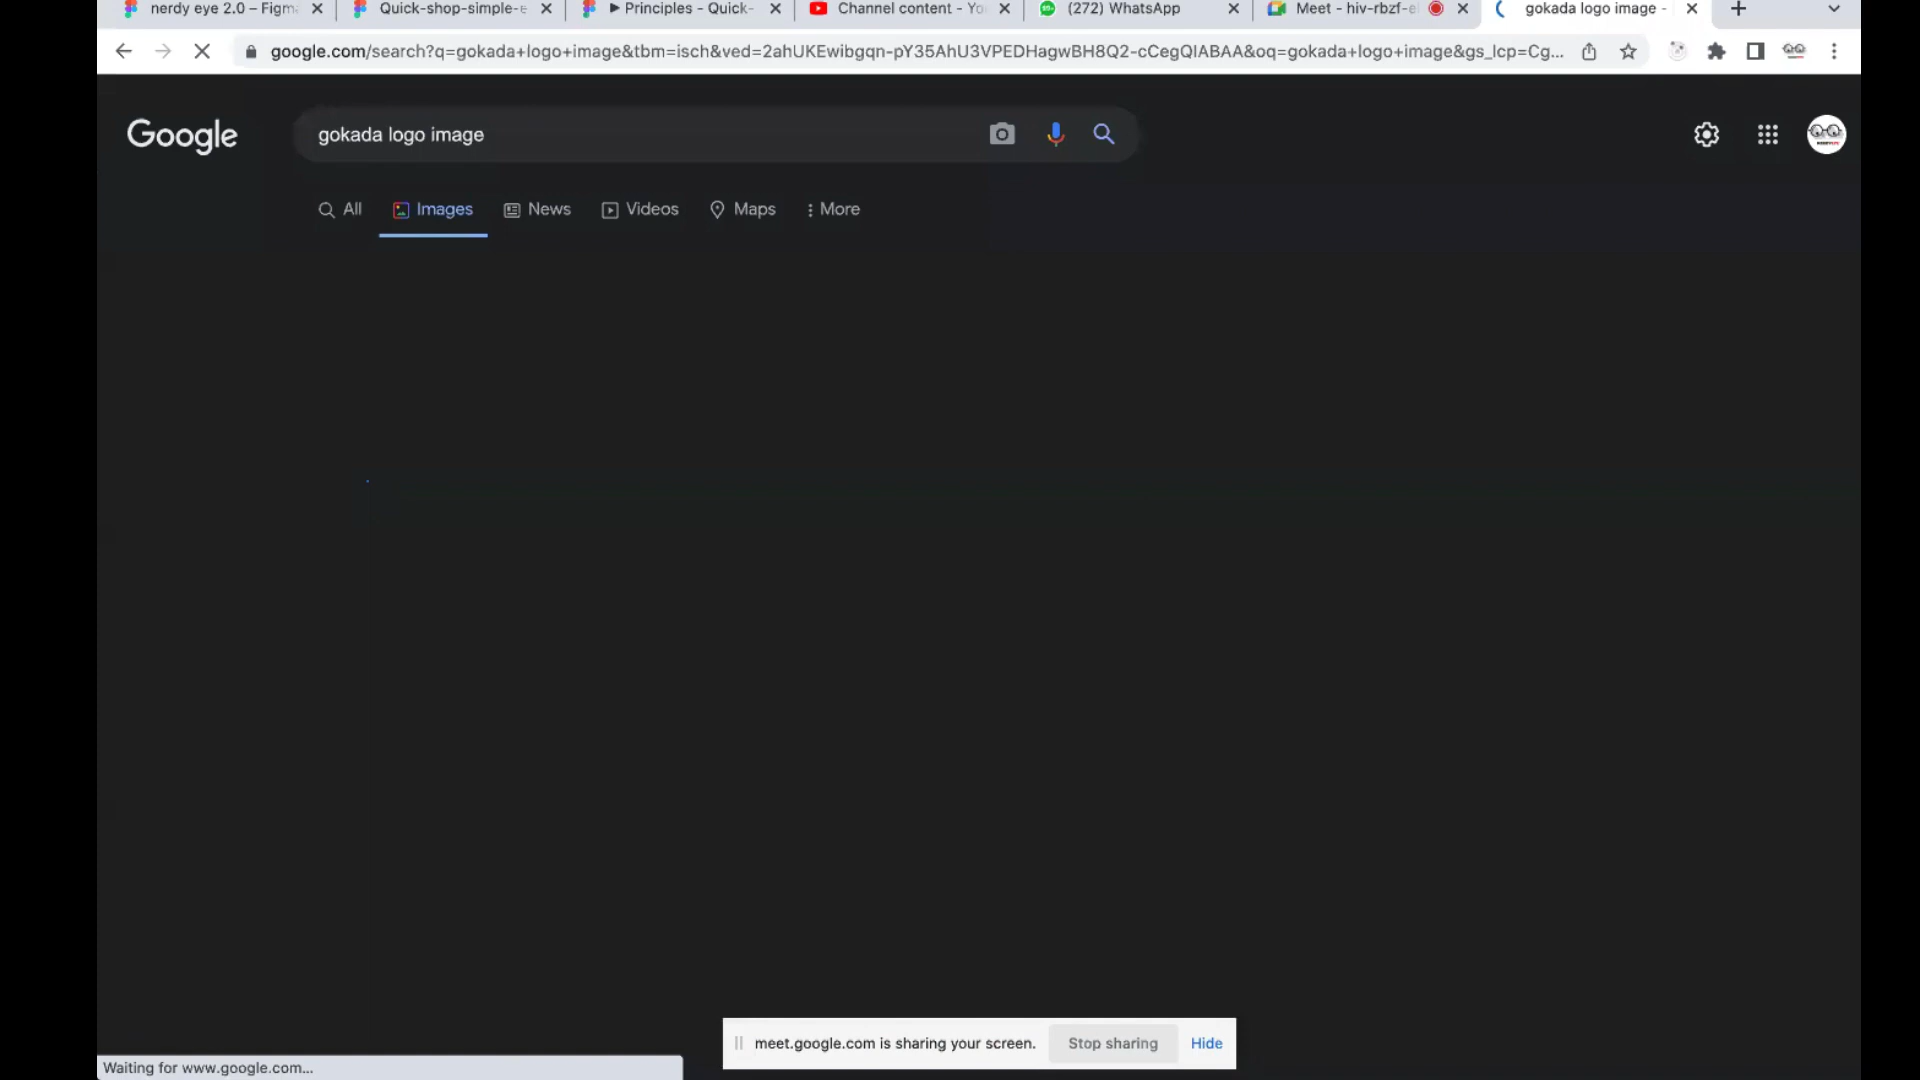 nerdy eye 2.0 – Figma
Quick-shop-simple-e
Principles - Quick-
Channel content - Yo
(272) WhatsApp
Meet - hiv-rbzf-e
gokada logo image -
google.com/search?q=gokada+logo+image&tbm=isch&ved=2ahUKEwibgqn-pY35AhU3VPEDHagwBH8Q2-cCegQIABAA&oq=gokada+logo+image&gs_lcp=Cg...
Google
gokada logo image
All
Images
News
Videos
Maps
More
meet.google.com is sharing your screen.
Stop sharing
Hide
Waiting for www.google.com...